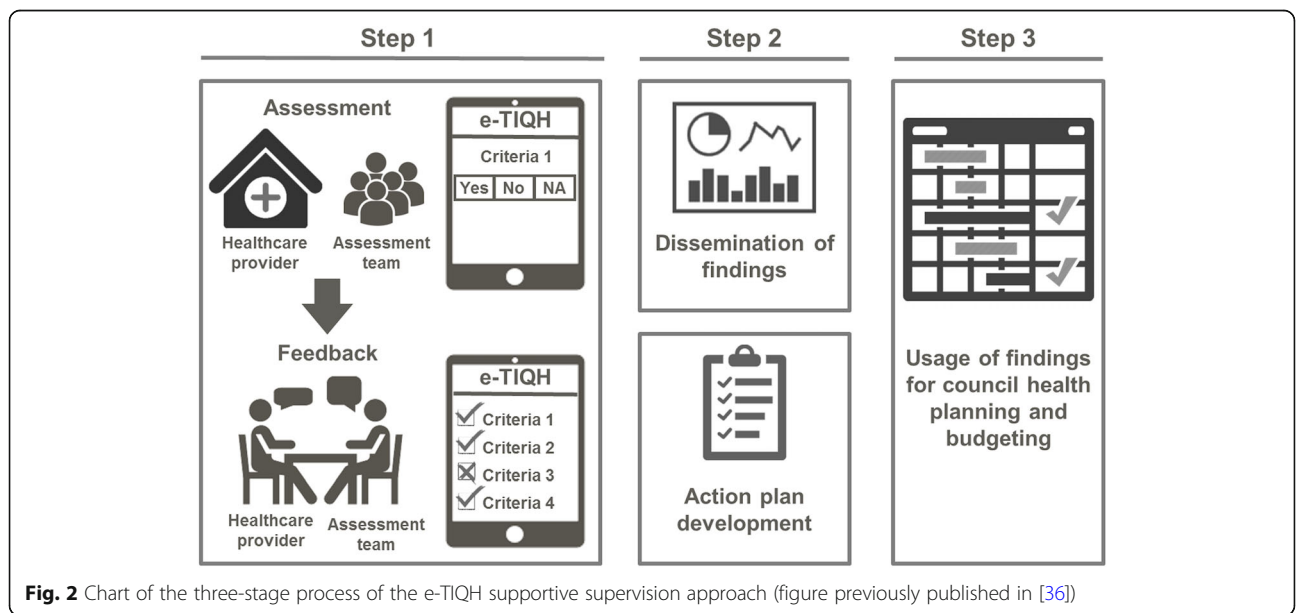 Step 1
Assessment
Healthcare
provider
Assessment
team
e-TIQH
Criteria 1
Yes No NA
Feedback
Healthcare
provider
Assessment
team
e-TIQH
Criteria 1
Criteria 2
Criteria 3
Criteria 4
Step 2
Dissemination of
findings
Action plan
development
Step 3
Usage of findings
for council health
planning and
budgeting
Fig. 2 Chart of the three-stage process of the e-TIQH supportive supervision approach (figure previously published in [36])